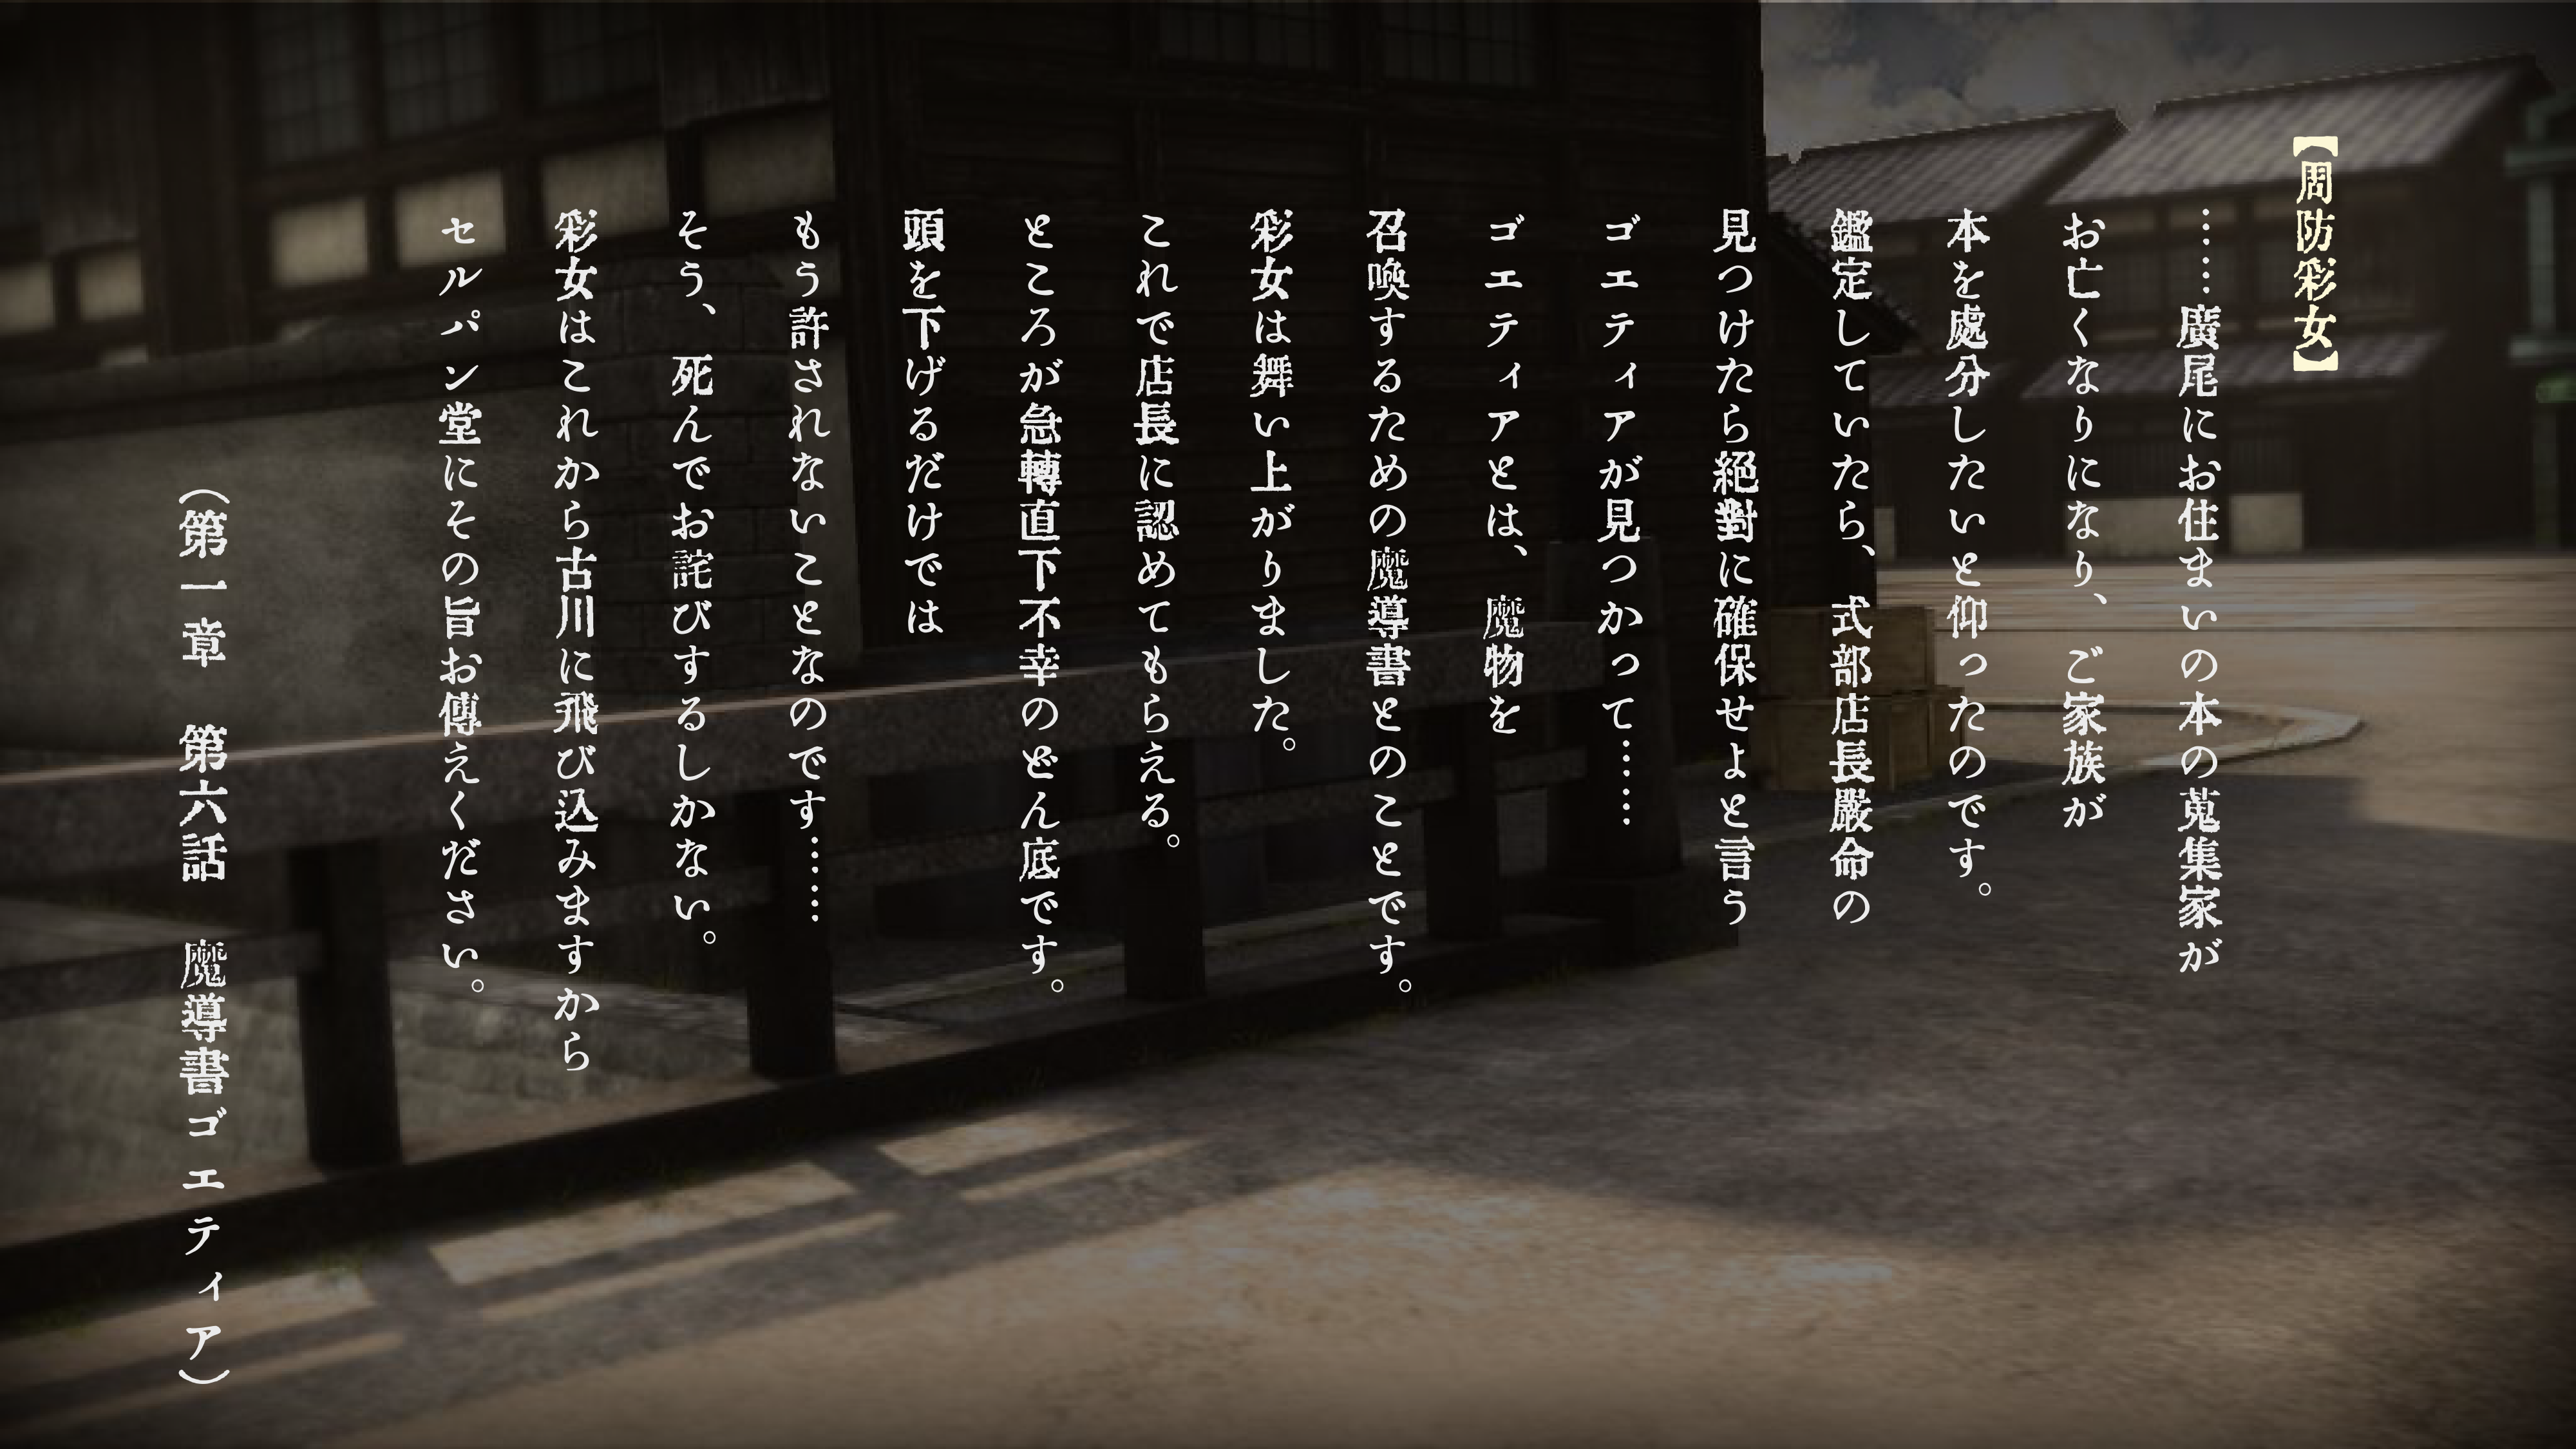 【周防彩女】
……廣尾にお住まいの本の蒐集家が
お亡くなりになり、ご家族が
本を處分したいと仰ったのです。
鑑定していたら、式部店長嚴命の
見つけたら絕對に確保せよと言う
ゴエティアが見つかって……
ゴエティアとは、魔物を
召喚するための魔導書とのことです。
彩女は舞い上がりました。
これで店長に認めてもらえる。
ところが急轉直下不幸のどん底です。
頭を下げるだけでは
もう許されないことなのです……
そう、死んでお詫びするしかない。
彩女はこれから古川に飛び込みますから
セルパン堂にその旨お傳えください。
（第一章　第六話　魔導書ゴエティア）